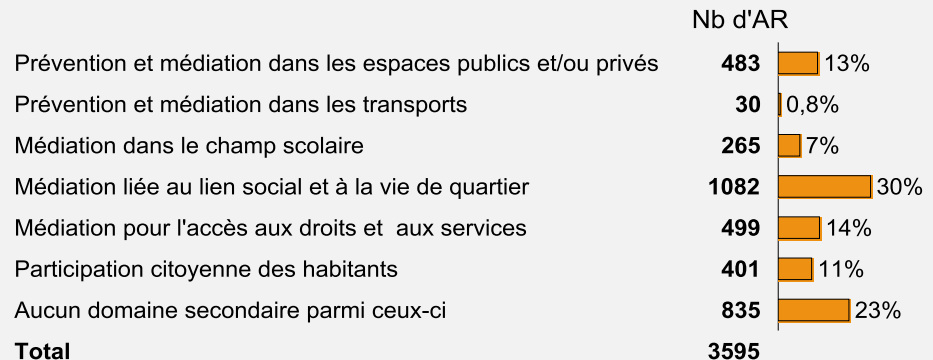 Nb d'AR
Prévention et médiation dans les espaces publics et/ou privés 483 13%
Prévention et médiation dans les transports 30 0,8%
Médiation dans le champ scolaire 265 7%
Médiation liée au lien social et à la vie de quartier 1082 30%
Médiation pour l'accès aux droits et  aux services 499 14%
Participation citoyenne des habitants 401 11%
Aucun domaine secondaire parmi ceux-ci 835 23%
Total 3595